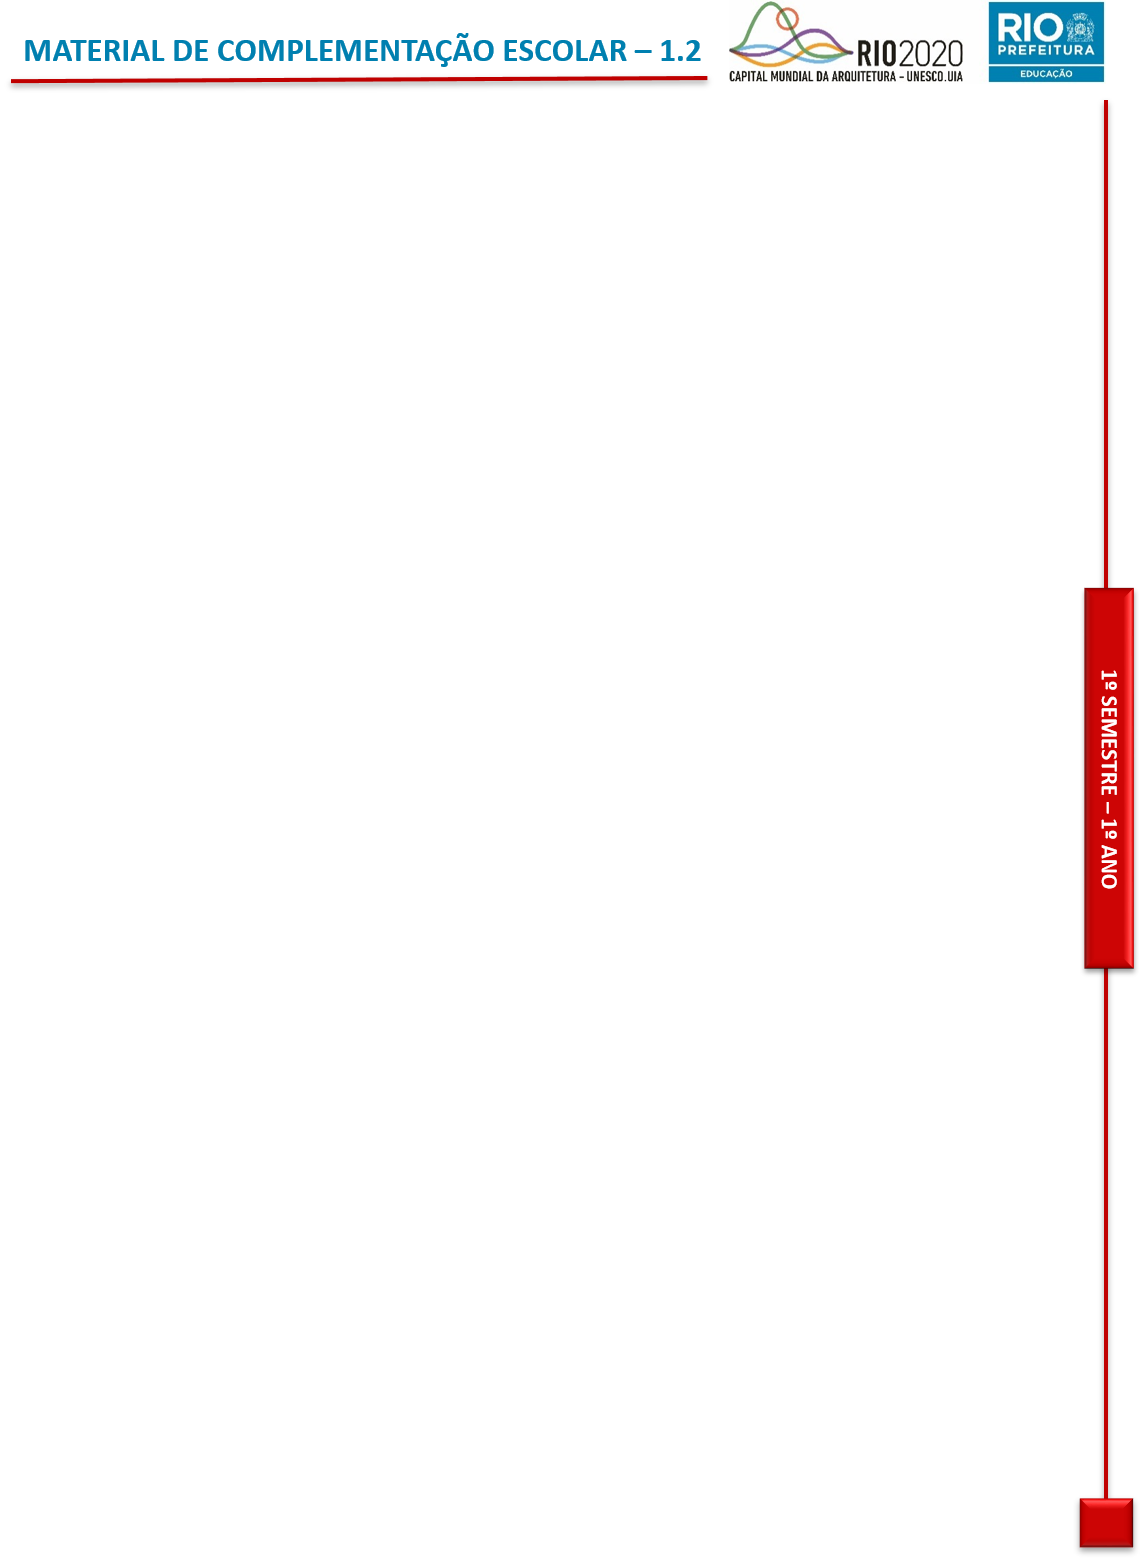 MATERIAL DE COMPLEMENTAÇÃO ESCOLAR – 1.2
RIO2020
CAPITAL MUNDIAL DA ARQUITETURA - UNESCO.UIA
RIO
PREFEITURA
EDUCAÇÃO
1º SEMESTRE – 1º ANO